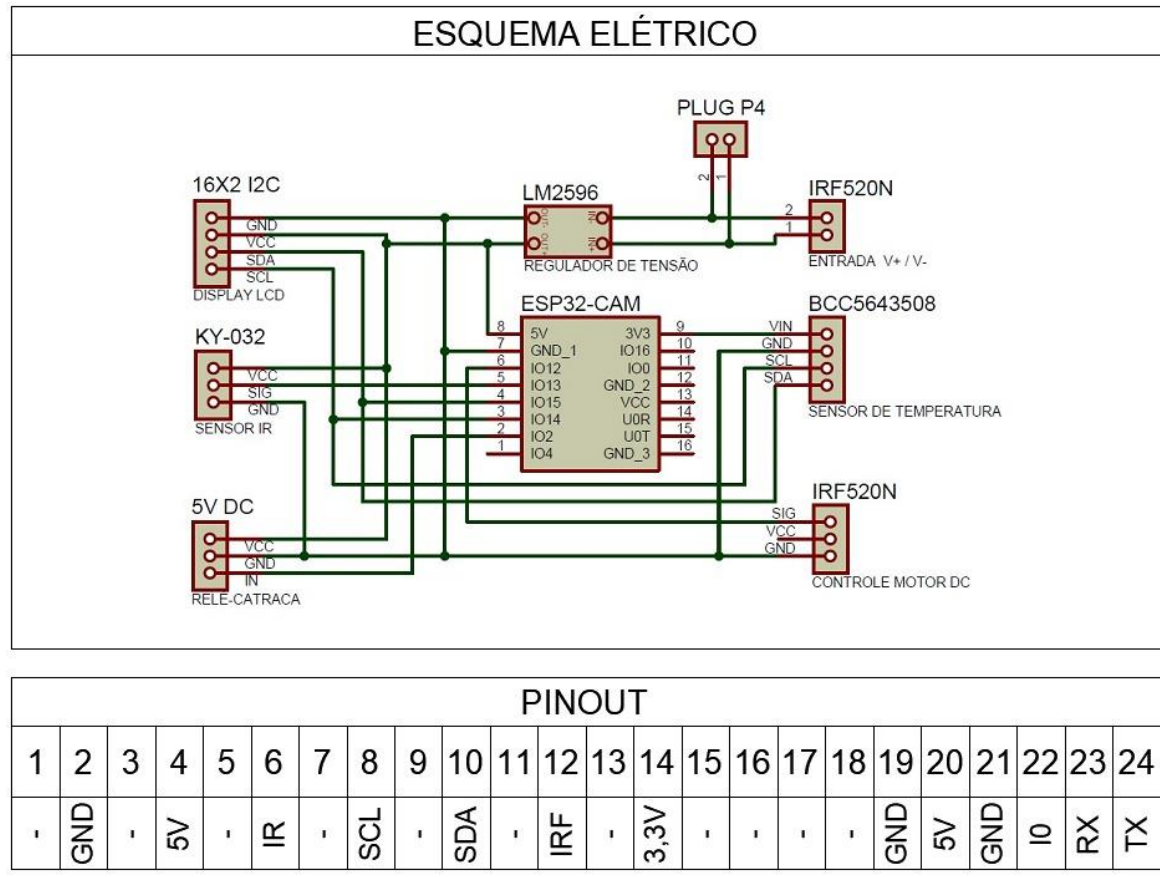 ESQUEMA ELÉTRICO
PLUG P4
2 1
16X2 I2C
GND
VCC
SDA
SCL
DISPLAY LCD
LM2596
OUT- IN-
OUT+ IN+
REGULADOR DE TENSÃO
IRF520N
2
1
ENTRADA V+ / V-
KY-032
VCC
SIG
GND
SENSOR IR
ESP32-CAM
8 5V 3V3 9
7 GND_1 IO16 10
6 IO12 IO0 11
5 IO13 GND_2 12
4 IO15 VCC 13
3 IO14 U0R 14
2 IO2 U0T 15
1 IO4 GND_3 16
BCC5643508
VIN
GND
SCL
SDA
SENSOR DE TEMPERATURA
5V DC
VCC
GND
IN
RELE-CATRACA
IRF520N
SIG
VCC
GND
CONTROLE MOTOR DC
PINOUT
1 2 3 4 5 6 7 8 9 10 11 12 13 14 15 16 17 18 19 20 21 22 23 24
- GND - 5V - IR - SCL - SDA - IRF - 3,3V - - - - GND 5V GND I0 RX TX